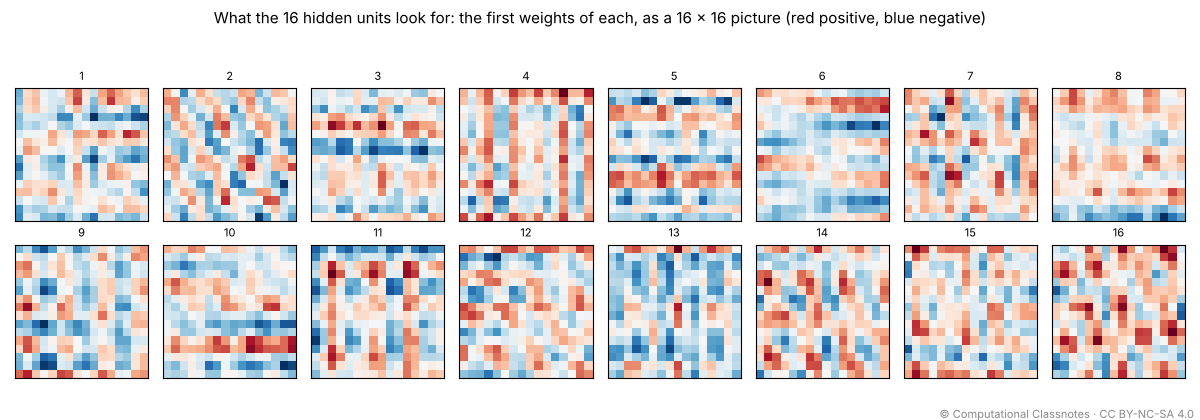 What the 16 hidden units look for: the first weights of each, as a 16 × 16 picture (red positive, blue negative)
1 2 3 4 5 6 7 8
9 10 11 12 13 14 15 16
© Computational Classnotes · CC BY-NC-SA 4.0